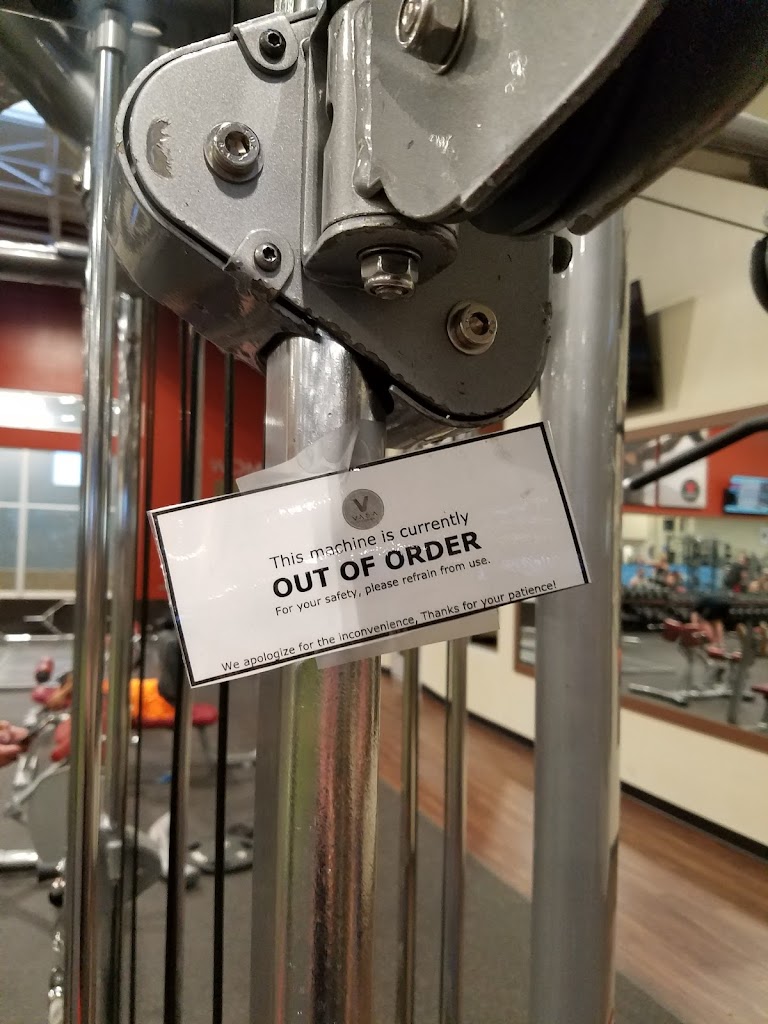 V
VASA
This machine is currently
OUT OF ORDER
For your safety, please refrain from use.
We apologize for the inconvenience, Thanks for your patience!